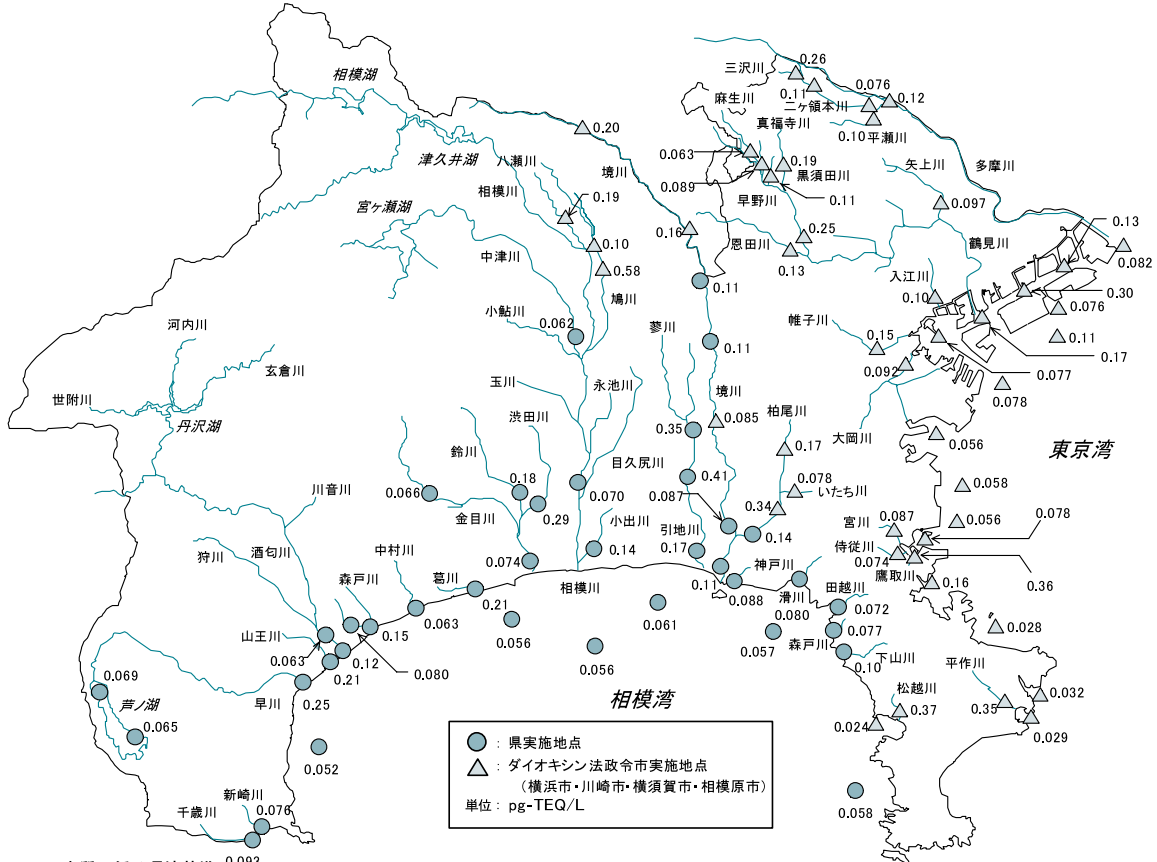 三沢川
0.26
0.076
相模湖
麻生川
0.11
二ヶ領本川
0.12
真福寺川
0.10
平瀬川
0.20
津久井湖
八瀬川
境川
0.063
0.19
矢上川
多摩川
相模川
0.19
0.089
黒須田川
0.11
早野川
0.097
宮ヶ瀬湖
0.16
恩田川
0.25
鶴見川
0.13
0.10
0.13
0.082
中津川
0.58
入江川
0.11
0.10
0.30
鳩川
0.076
小鮎川
0.062
蓼川
帷子川
河内川
0.15
0.11
0.11
0.17
玄倉川
0.092
0.077
玉川
永池川
0.078
世附川
境川
柏尾川
丹沢湖
渋田川
0.085
大岡川
0.35
0.056
東京湾
鈴川
目久尻川
0.17
0.18
0.41
0.078
0.058
川音川
0.066
0.070
0.087
いたち川
0.29
0.34
金目川
小出川
宮川
0.087
0.056
0.078
狩川
酒匂川
中村川
引地川
0.14
侍従川
0.074
0.14
0.17
0.074
神戸川
鷹取川
0.36
森戸川
葛川
相模川
0.11
0.088
滑川
田越川
0.16
0.21
0.080
0.072
0.063
0.061
山王川
0.15
0.056
0.057
森戸川
0.077
0.028
0.063
0.12
0.080
0.056
下山川
0.21
0.10
平作川
0.069
芦ノ湖
早川
0.25
相模湾
松越川
0.032
0.37
0.35
0.065
0.024
0.029
0.052
: 県実施地点
: ダイオキシン法政令市実施地点
(横浜市・川崎市・横須賀市・相模原市)
単位: pg-TEQ/L
0.058
新崎川
0.076
千歳川
0.093